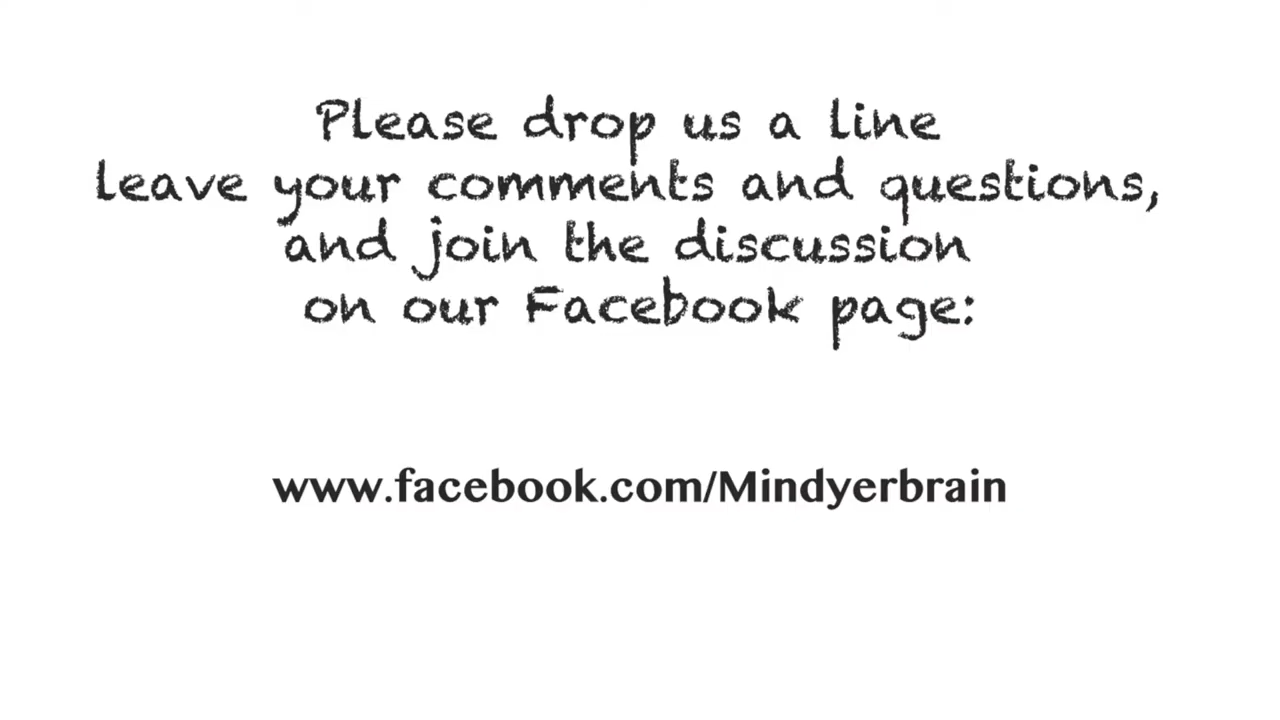 Please drop us a line
leave your comments and questions,
and join the discussion
on our Facebook page:
www.facebook.com/Mindyerbrain